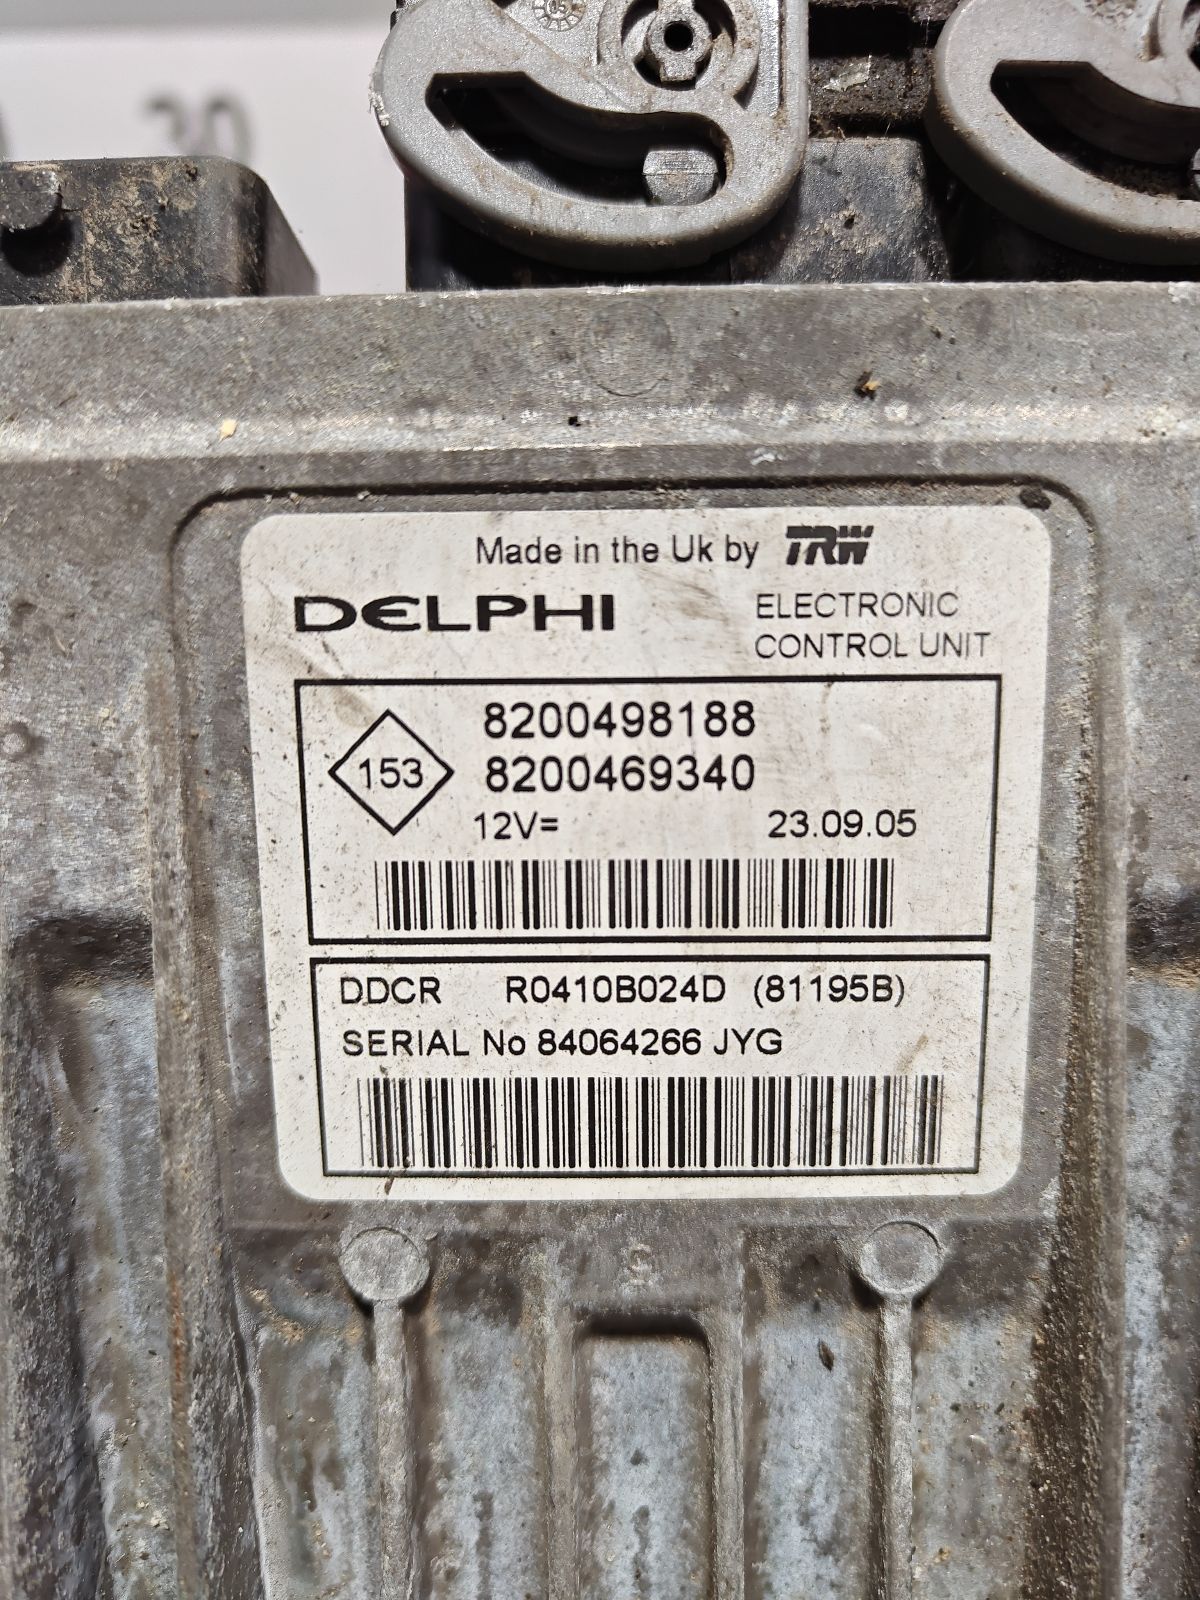 30
Made in the Uk by TRW
DELPHI
ELECTRONIC
CONTROL UNIT
153
8200498188
8200469340
12V=
23.09.05
DDCR R0410B024D (81195B)
SERIAL No 84064266 JYG